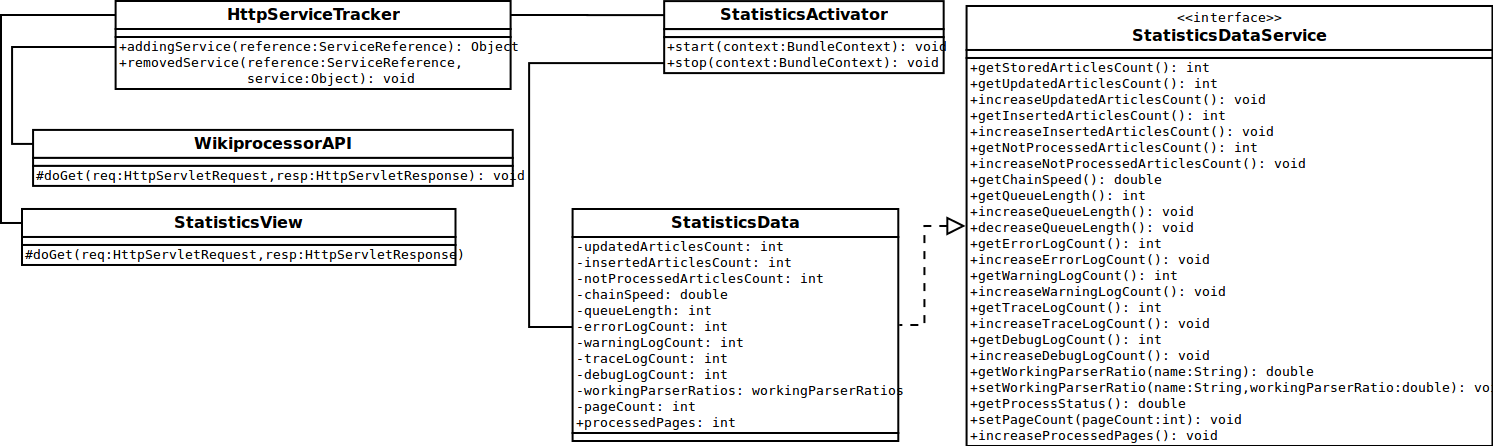 HttpServiceTracker
+addingService(reference:ServiceReference): Object
+removedService(reference:ServiceReference,
service:Object): void
StatisticsActivator
+start(context:BundleContext): void
+stop(context:BundleContext): void
<<interface>>
StatisticsDataService
+getStoredArticlesCount(): int
+getUpdatedArticlesCount(): int
+increaseUpdatedArticlesCount(): void
+getInsertedArticlesCount(): int
+increaseInsertedArticlesCount(): void
+getNotProcessedArticlesCount(): int
+increaseNotProcessedArticlesCount(): void
+getChainSpeed(): double
+getQueueLength(): int
+increaseQueueLength(): void
+decreaseQueueLength(): void
+getErrorLogCount(): int
+increaseErrorLogCount(): void
+getWarningLogCount(): int
+increaseWarningLogCount(): void
+getTraceLogCount(): int
+increaseTraceLogCount(): void
+getDebugLogCount(): int
+increaseDebugLogCount(): void
+getWorkingParserRatio(name:String): double
+setWorkingParserRatio(name:String,workingParserRatio:double): vo
+getProcessStatus(): double
+setPageCount(pageCount:int): void
+increaseProcessedPages(): void
WikiprocessorAPI
#doGet(req:HttpServletRequest,resp:HttpServletResponse): void
StatisticsView
#doGet(req:HttpServletRequest,resp:HttpServletResponse)
StatisticsData
-updatedArticlesCount: int
-insertedArticlesCount: int
-notProcessedArticlesCount: int
-chainSpeed: double
-queueLength: int
-errorLogCount: int
-warningLogCount: int
-traceLogCount: int
-debugLogCount: int
-workingParserRatios: workingParserRatios
-pageCount: int
+processedPages: int